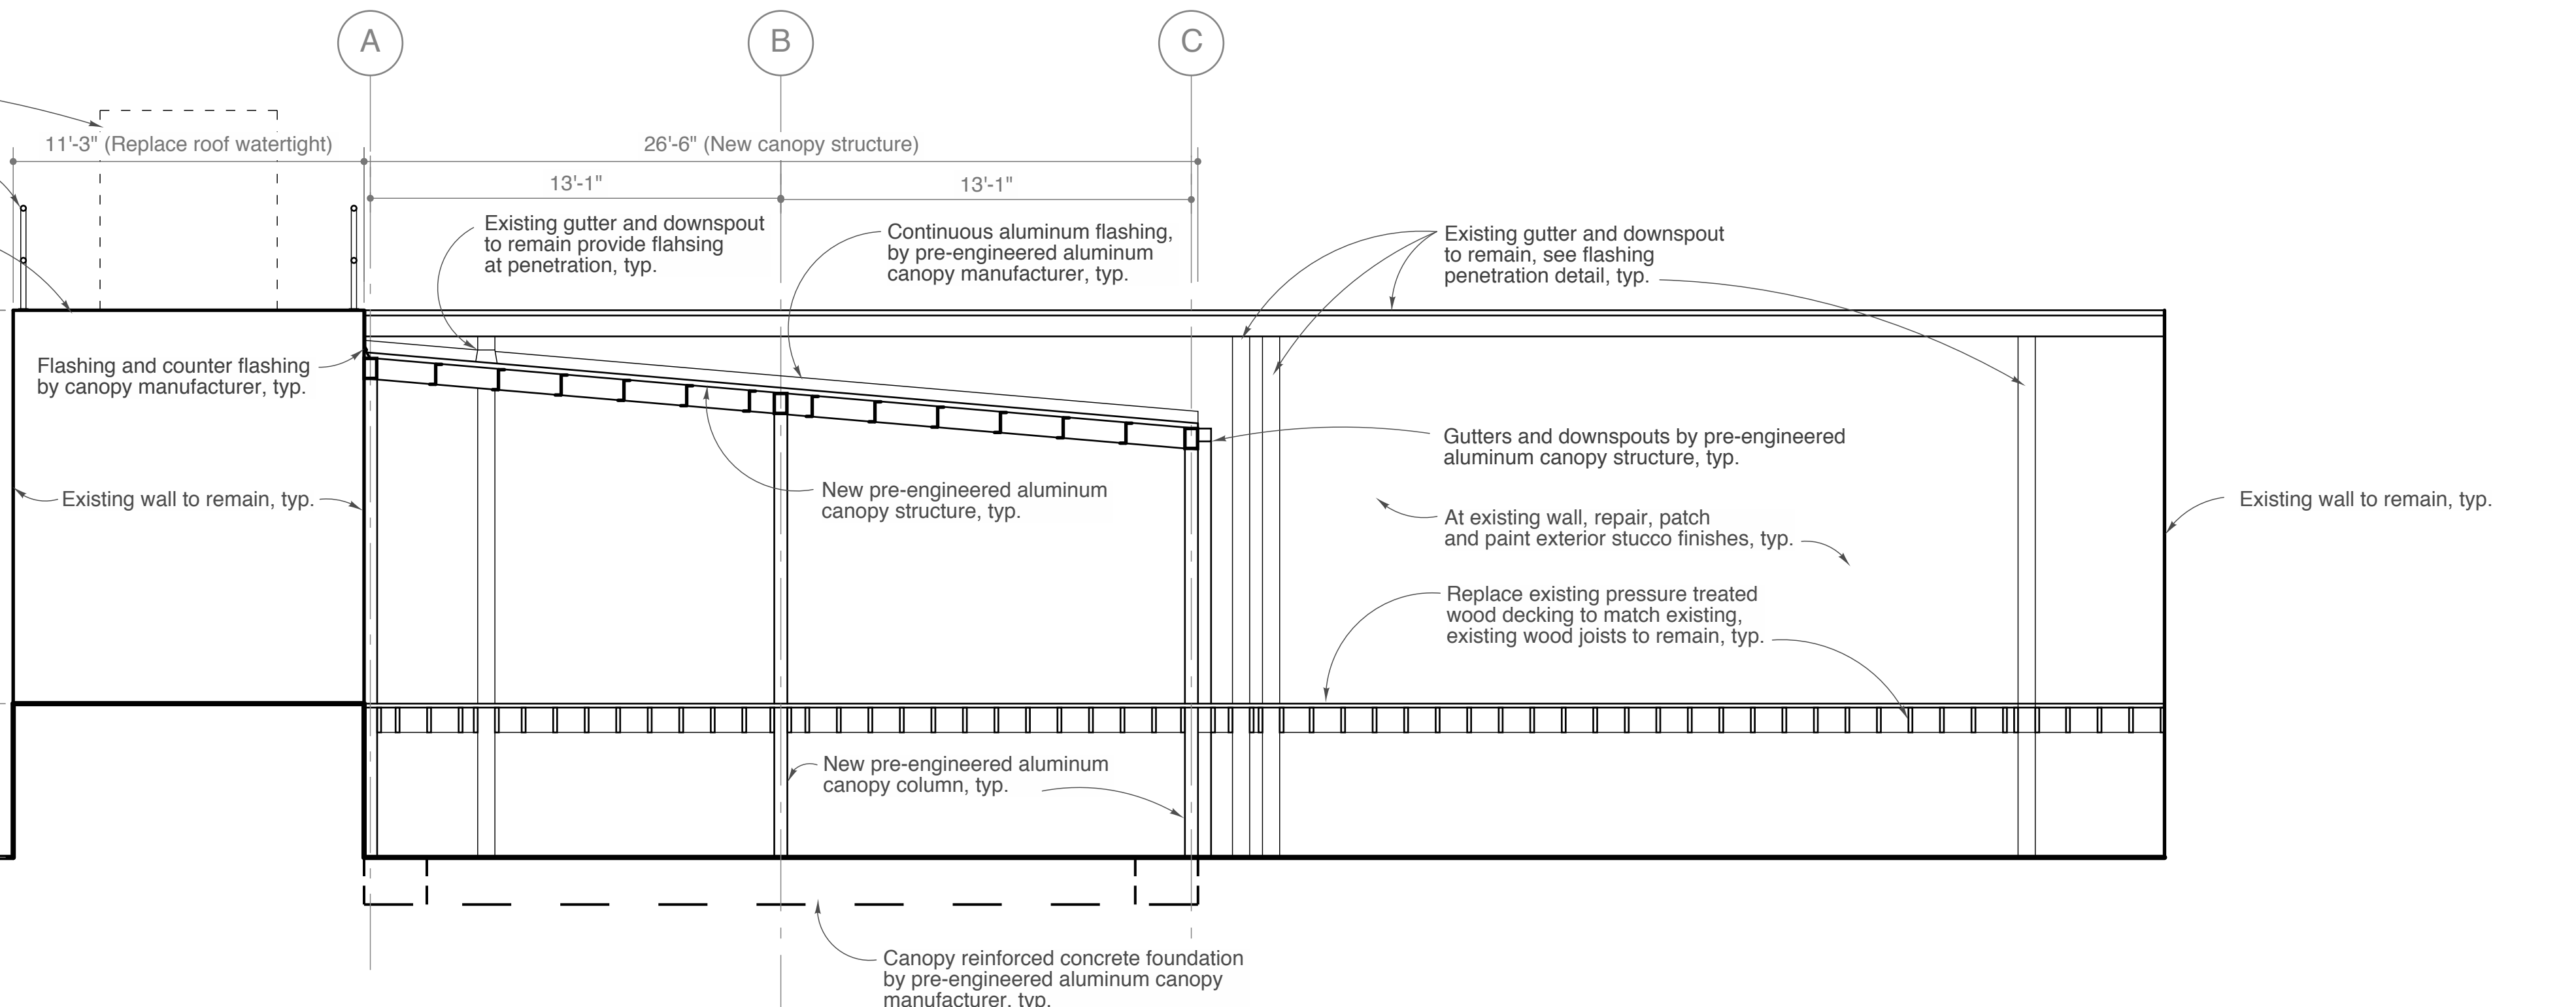 A
B
C
11'-3" (Replace roof watertight)
26'-6" (New canopy structure)
13'-1"
13'-1"
Existing gutter and downspout
to remain provide flahsing
at penetration, typ.
Continuous aluminum flashing,
by pre-engineered aluminum
canopy manufacturer, typ.
Existing gutter and downspout
to remain, see flashing
penetration detail, typ.
Flashing and counter flashing
by canopy manufacturer, typ.
Gutters and downspouts by pre-engineered
aluminum canopy structure, typ.
Existing wall to remain, typ.
New pre-engineered aluminum
canopy structure, typ.
At existing wall, repair, patch
and paint exterior stucco finishes, typ.
Existing wall to remain, typ.
Replace existing pressure treated
wood decking to match existing,
existing wood joists to remain, typ.
New pre-engineered aluminum
canopy column, typ.
Canopy reinforced concrete foundation
by pre-engineered aluminum canopy
manufacturer, typ.